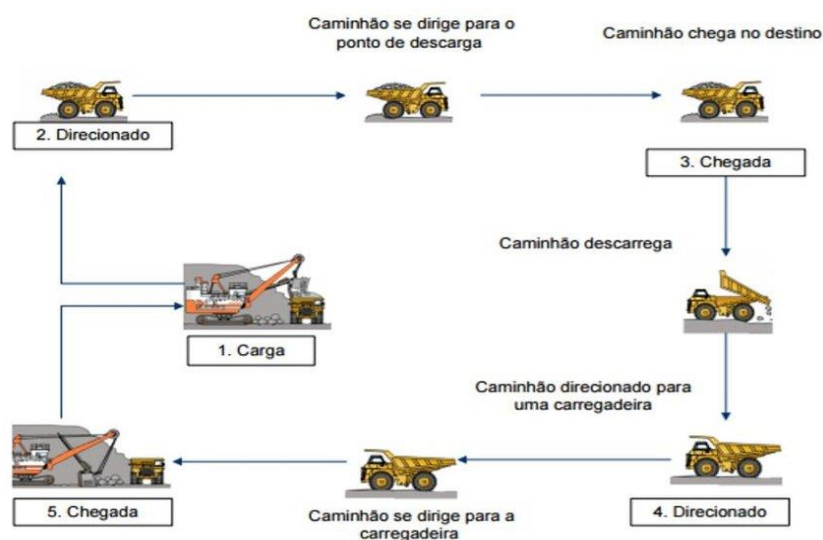 Caminhão se dirige para o
ponto de descarga
Caminhão chega no destino
2. Direcionado
3. Chegada
Caminhão descarrega
1. Carga
Caminhão direcionado para
uma carregadeira
5. Chegada
Caminhão se dirige para a
carregadeira
4. Direcionado